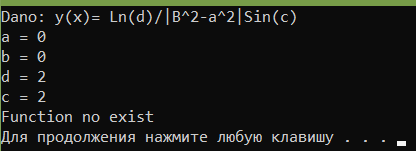 Dano: y(x)= Ln(d)/|B^2-a^2|Sin(c)
a = 0
b = 0
d = 2
c = 2
Function no exist
Для продолжения нажмите любую клавишу . . .